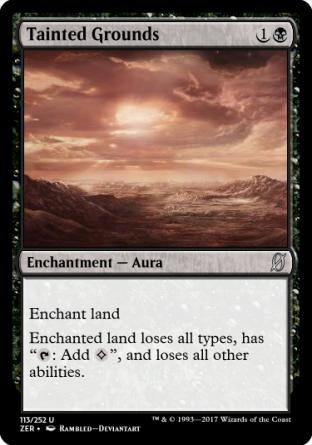 Tainted Grounds 1
Enchantment — Aura
Enchant land
Enchanted land loses all types, has
“: Add ”, and loses all other
abilities.
113/252 U
ZER • Rambled—Deviantart
™ & © 1993—2017 Wizards of the Coast